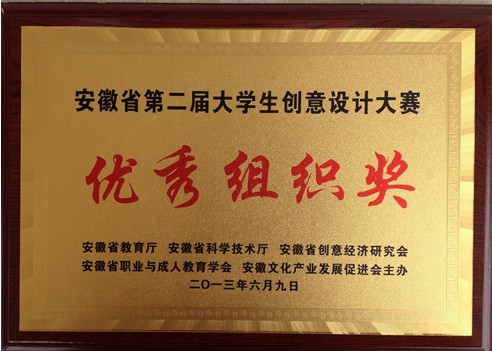 安徽省第二届大学生创意设计大赛
优秀组织奖
安徽省教育厅 安徽省科学技术厅 安徽省创意经济研究会
安徽省职业与成人教育学会 安徽文化产业发展促进会主办
二〇一三年六月九日